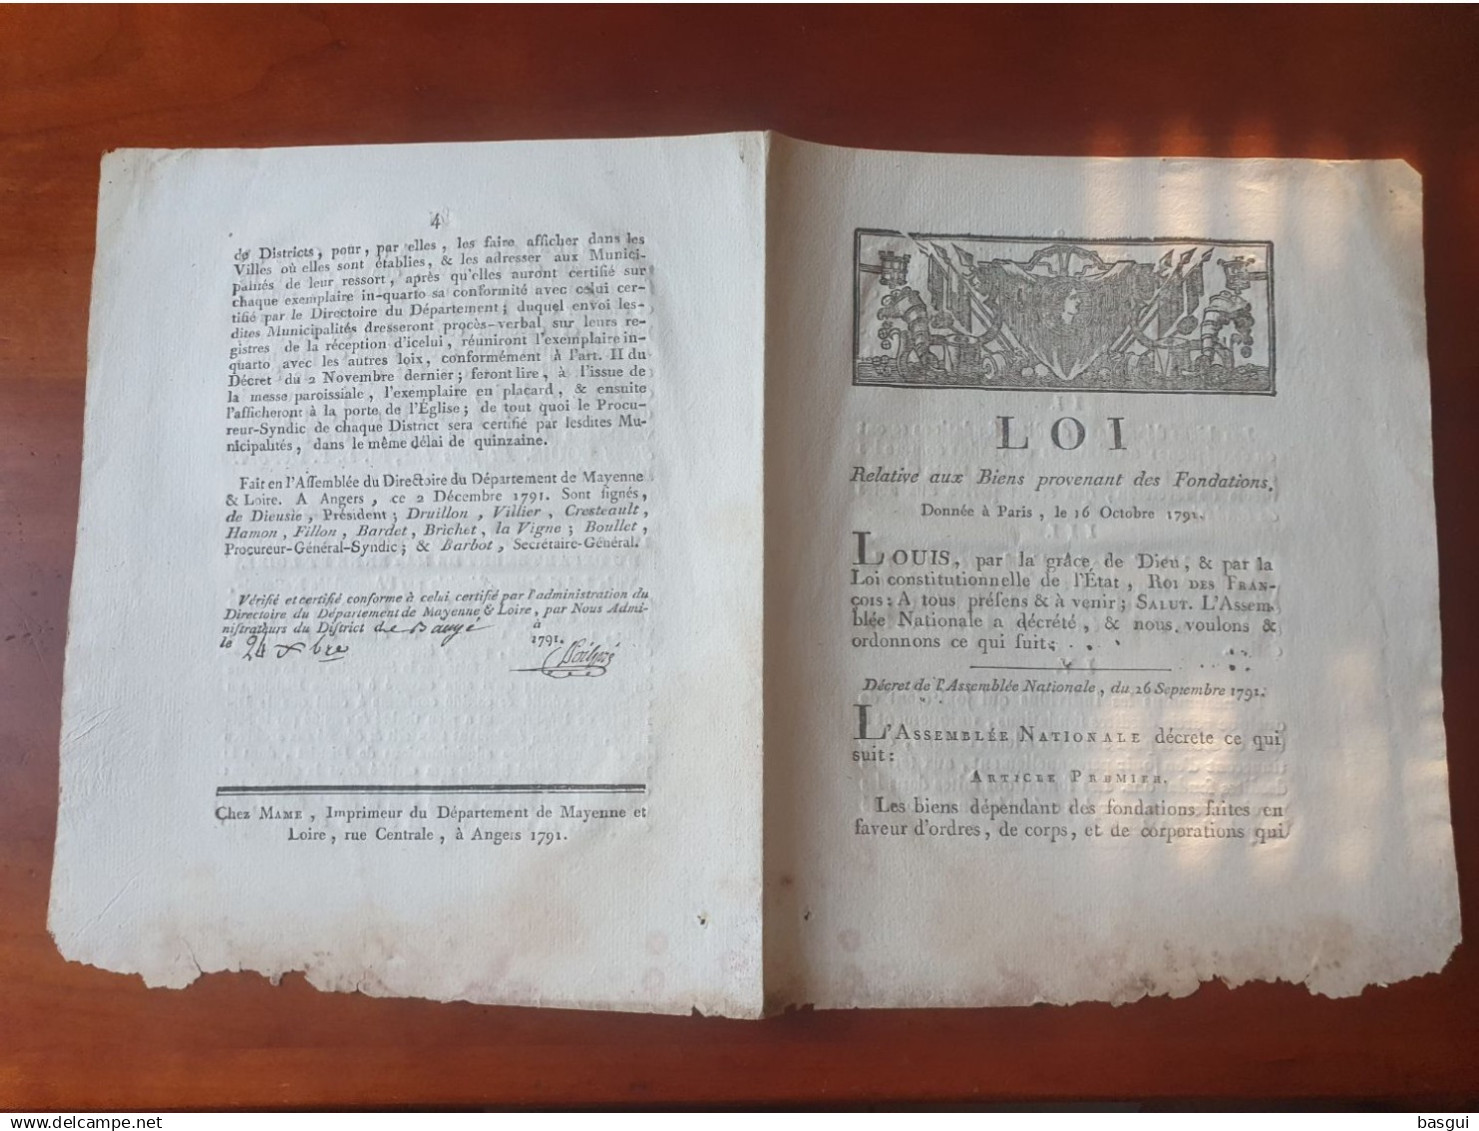 4
de Districts, pour, par elles, les faire afficher dans les
Villes où elles sont établies, & les adresser aux Munici-
palités de leur ressort, après qu'elles auront certifié sur
chaque exemplaire in-quarto sa conformité avec celui cer-
tifié par le Directoire du Département; duquel envoi les-
dites Municipalités dresseront procès-verbal sur leurs re-
gistres de la réception d'icelui, réuniront l'exemplaire in-
quarto avec les autres loix, conformément à l'art. II du
Décret du 2 Novembre dernier; feront lire, à l'issue de
la messe paroissiale, l'exemplaire en placard, & ensuite
l'afficheront à la porte de l'Église; de tout quoi le Procu-
reur-Syndic de chaque District sera certifié par lesdites Mu-
nicipalités, dans le même délai de quinzaine.
Fait en l'Assemblée du Directoire du Département de Mayenne
& Loire. A Angers, ce 2 Décembre 1791. Sont signés,
de Dieusie, Président; Druillon, Villier, Cresteault,
Hamon, Fillon, Bardet, Brichet, la Vigne; Boullet,
Procureur-Général-Syndic; & Barbot, Secrétaire-Général.
Vérifié et certifié conforme à celui certifié par l'administration du
Directoire du Département de Mayenne & Loire, par Nous Admi-
nistrateurs du District de Baugé à
le 24 xbre 1791.
Chez MAME, Imprimeur du Département de Mayenne et
Loire, rue Centrale, à Angers 1791.
LOI
Relative aux Biens provenant des Fondations.
Donnée à Paris, le 16 Octobre 1791.
LOUIS, par la grâce de Dieu, & par la
Loi constitutionnelle de l'État, ROI DES FRAN-
ÇOIS: A tous présens & à venir; SALUT. L'Assem-
blée Nationale a décrété, & nous voulons &
ordonnons ce qui suit:
Décret de l'Assemblée Nationale, du 26 Septembre 1791.
L'ASSEMBLÉE NATIONALE décrete ce qui
suit:
ARTICLE PREMIER.
Les biens dépendant des fondations faites en
faveur d'ordres, de corps, et de corporations qui
basgui